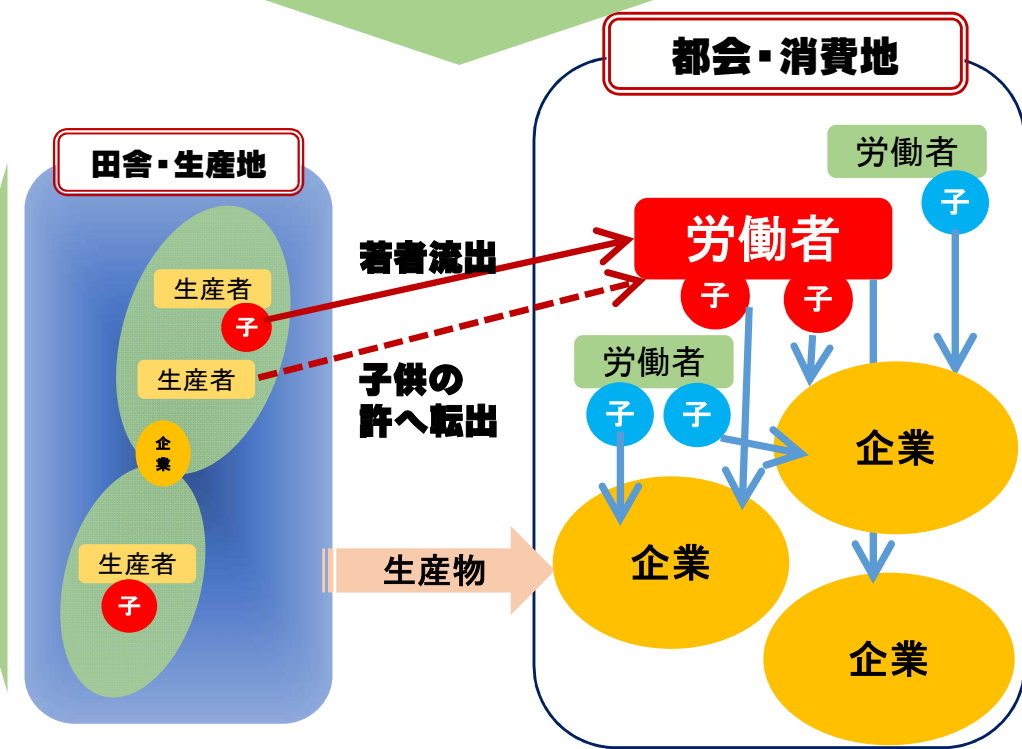 都会・消費地
田舎・生産地
生産者
子
生産者
企
業
生産者
子
若者流出
子供の
許へ転出
生産物
労働者
子
労働者
子
子
労働者
子
子
企業
企業
企業